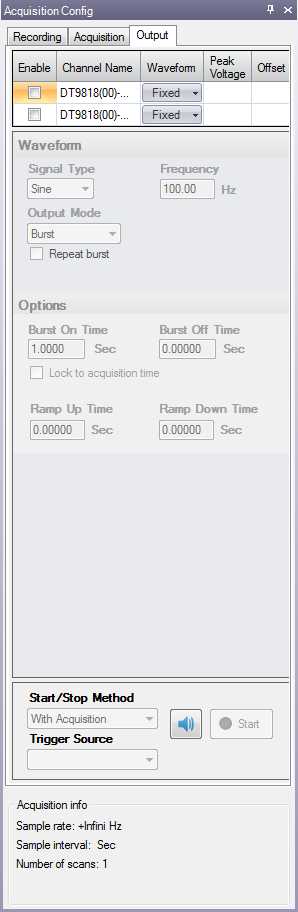 Acquisition Config
Recording Acquisition Output
Enable Channel Name Waveform Peak Voltage Offset
DT9818(00)-... Fixed
DT9818(00)-... Fixed
Waveform
Signal Type Frequency
Sine 100.00 Hz
Output Mode
Burst
Repeat burst
Options
Burst On Time Burst Off Time
1.0000 Sec 0.00000 Sec
Lock to acquisition time
Ramp Up Time Ramp Down Time
0.00000 Sec 0.00000 Sec
Start/Stop Method
With Acquisition Start
Trigger Source
Acquisition info
Sample rate: +Infini Hz
Sample interval: Sec
Number of scans: 1